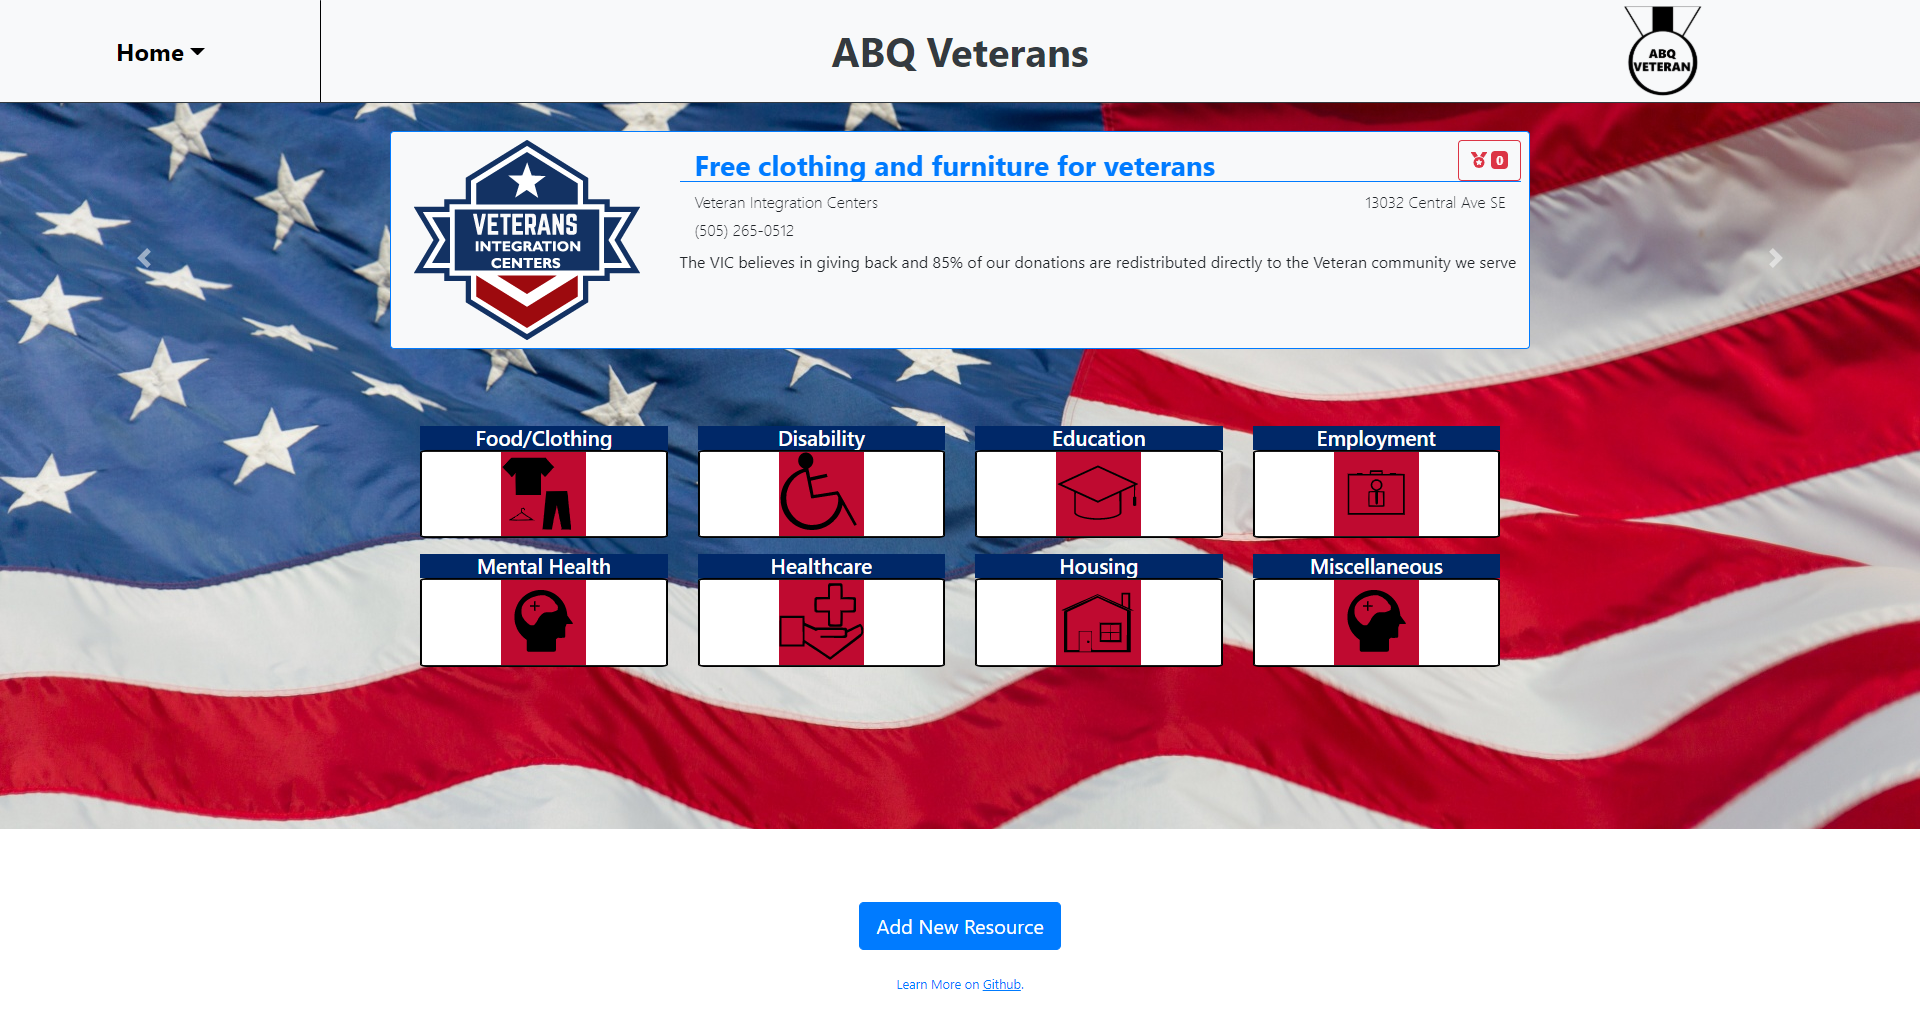 Home
ABQ Veterans
ABQ
VETERAN
VETERANS
INTEGRATION
CENTERS
Free clothing and furniture for veterans
0
Veteran Integration Centers
13032 Central Ave SE
(505) 265-0512
The VIC believes in giving back and 85% of our donations are redistributed directly to the Veteran community we serve
Food/Clothing
Disability
Education
Employment
Mental Health
Healthcare
Housing
Miscellaneous
Add New Resource
Learn More on Github.